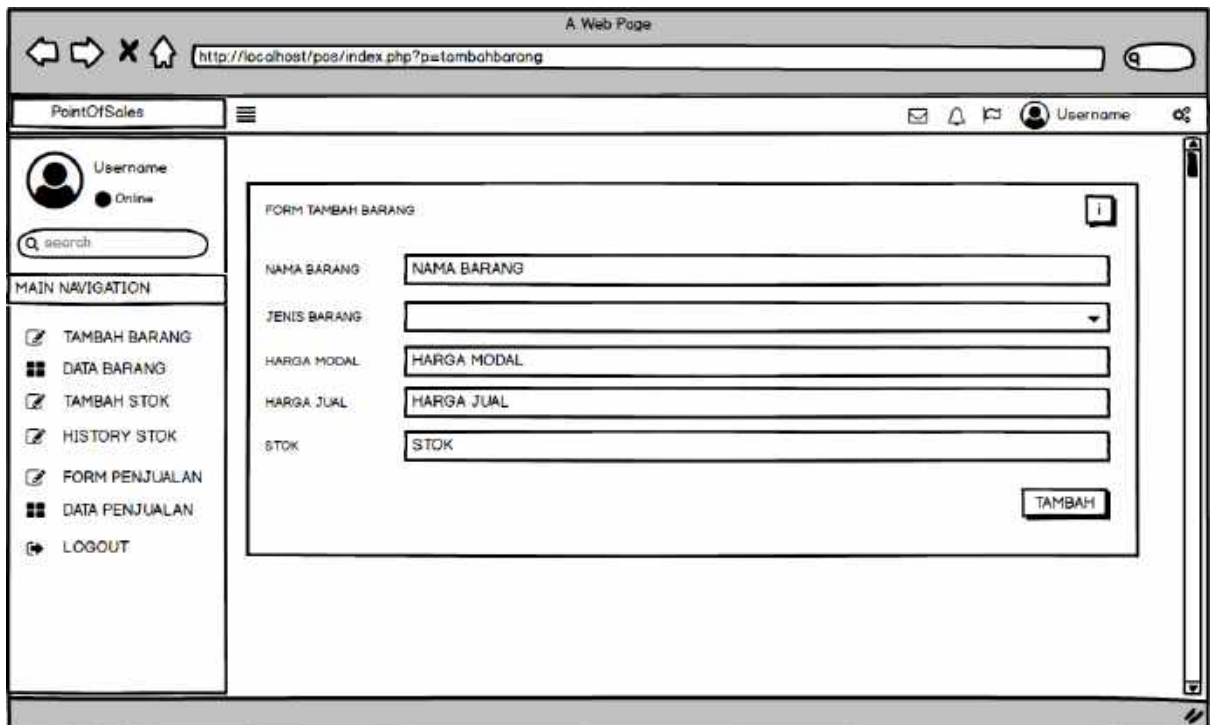 A Web Page
http://localhost/pos/index.php?p=tambahbarang
PointOfSales
Username
Username
Online
search
MAIN NAVIGATION
TAMBAH BARANG
DATA BARANG
TAMBAH STOK
HISTORY STOK
FORM PENJUALAN
DATA PENJUALAN
LOGOUT
FORM TAMBAH BARANG
i
NAMA BARANG NAMA BARANG
JENIS BARANG
HARGA MODAL HARGA MODAL
HARGA JUAL HARGA JUAL
STOK STOK
TAMBAH